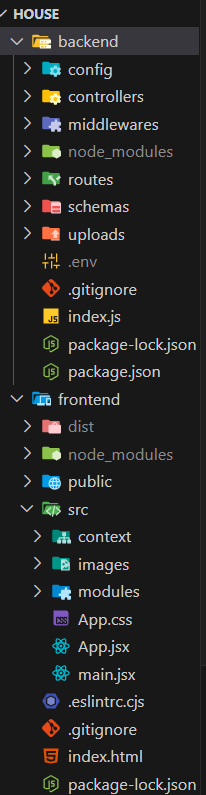 HOUSE
backend
config
controllers
middlewares
node_modules
routes
schemas
uploads
.env
.gitignore
JS index.js
package-lock.json
package.json
frontend
dist
node_modules
public
src
context
images
modules
CSS App.css
App.jsx
main.jsx
.eslintrc.cjs
.gitignore
index.html
package-lock.json